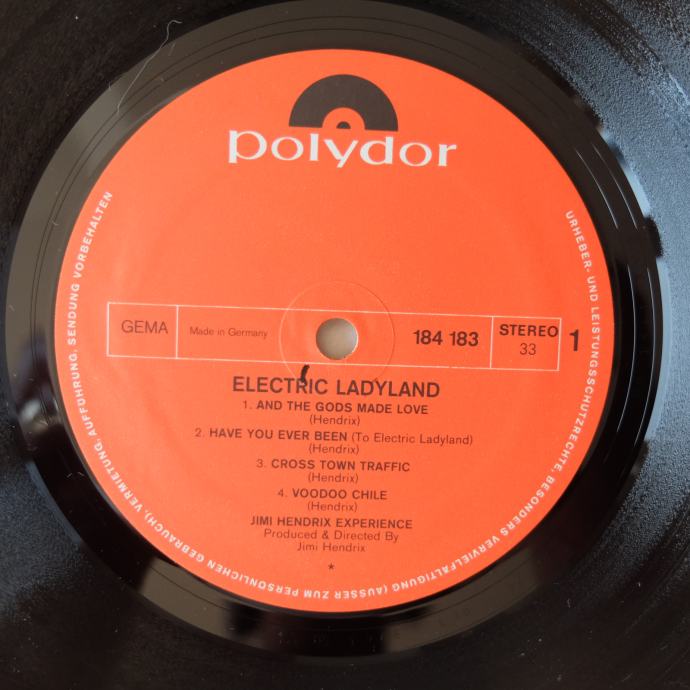 polydor
GEMA
Made in Germany
184 183
STEREO
33
1
ELECTRIC LADYLAND
1. AND THE GODS MADE LOVE
(Hendrix)
2. HAVE YOU EVER BEEN (To Electric Ladyland)
(Hendrix)
3. CROSS TOWN TRAFFIC
(Hendrix)
4. VOODOO CHILE
(Hendrix)
JIMI HENDRIX EXPERIENCE
Produced & Directed By
Jimi Hendrix
*
URHEBER- UND LEISTUNGSSCHUTZRECHTE, BESONDERS VERVIELFÄLTIGUNG (AUSSER ZUM PERSÖNLICHEN GEBRAUCH), VERMIETUNG, AUFFÜHRUNG, SENDUNG VORBEHALTEN